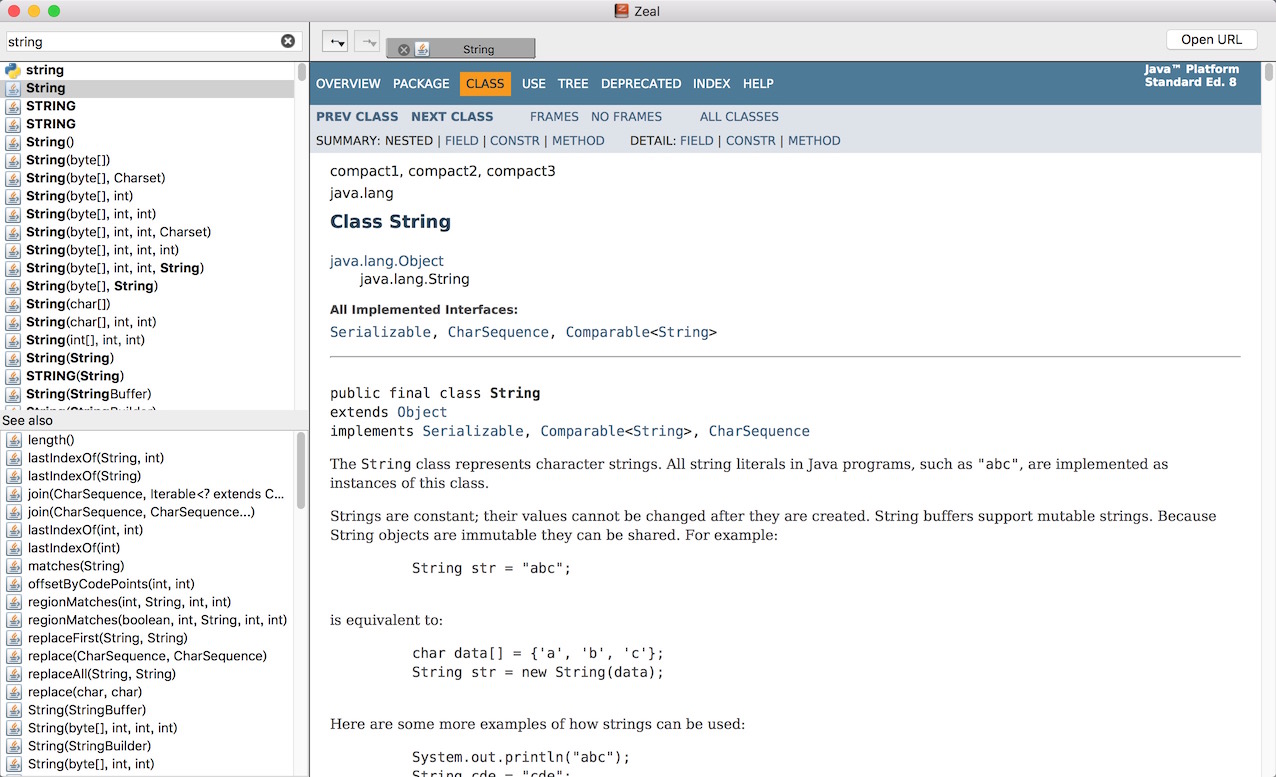 Zeal
string
string
String
STRING
STRING
String()
String(byte[])
String(byte[], Charset)
String(byte[], int)
String(byte[], int, int)
String(byte[], int, int, Charset)
String(byte[], int, int, int)
String(byte[], int, int, String)
String(byte[], String)
String(char[])
String(char[], int, int)
String(int[], int, int)
String(String)
STRING(String)
String(StringBuffer)
String(StringBuilder)
See also
length()
lastIndexOf(String, int)
lastIndexOf(String)
join(CharSequence, Iterable<? extends C...
join(CharSequence, CharSequence...)
lastIndexOf(int, int)
lastIndexOf(int)
matches(String)
offsetByCodePoints(int, int)
regionMatches(int, String, int, int)
regionMatches(boolean, int, String, int, int)
replaceFirst(String, String)
replace(CharSequence, CharSequence)
replaceAll(String, String)
replace(char, char)
String(StringBuffer)
String(byte[], int, int, int)
String(StringBuilder)
String(byte[], int, int)
String
Open URL
OVERVIEW PACKAGE CLASS USE TREE DEPRECATED INDEX HELP
Java™ Platform
Standard Ed. 8
PREV CLASS NEXT CLASS FRAMES NO FRAMES ALL CLASSES
SUMMARY: NESTED | FIELD | CONSTR | METHOD DETAIL: FIELD | CONSTR | METHOD
compact1, compact2, compact3
java.lang
Class String
java.lang.Object
java.lang.String
All Implemented Interfaces:
Serializable, CharSequence, Comparable<String>
public final class String
extends Object
implements Serializable, Comparable<String>, CharSequence
The String class represents character strings. All string literals in Java programs, such as "abc", are implemented as
instances of this class.
Strings are constant; their values cannot be changed after they are created. String buffers support mutable strings. Because
String objects are immutable they can be shared. For example:
String str = "abc";
is equivalent to:
char data[] = {'a', 'b', 'c'};
String str = new String(data);
Here are some more examples of how strings can be used:
System.out.println("abc");
String cde = "cde";